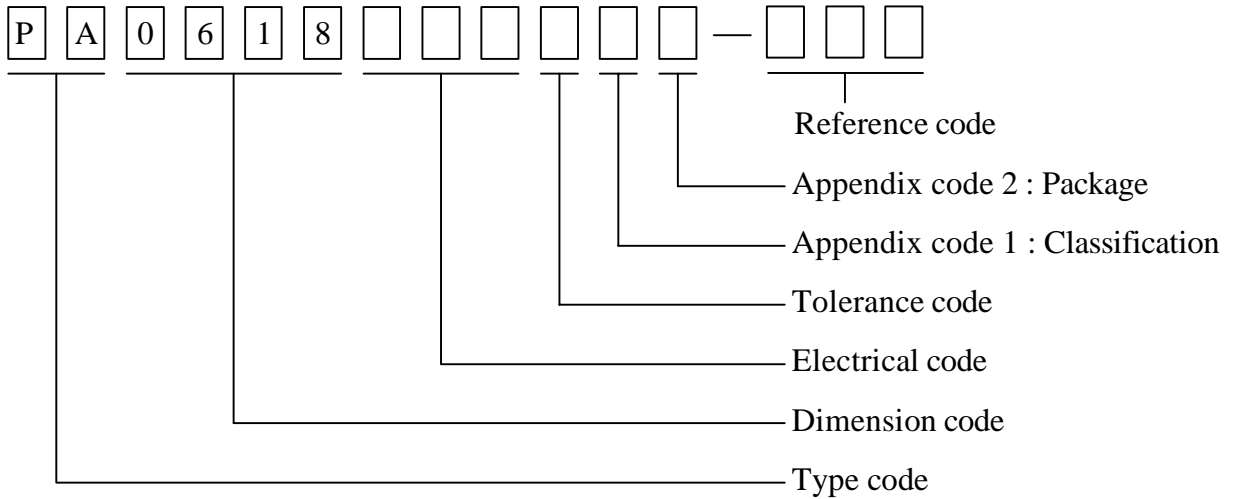 P A 0 6 1 8 —
Reference code
Appendix code 2 : Package
Appendix code 1 : Classification
Tolerance code
Electrical code
Dimension code
Type code